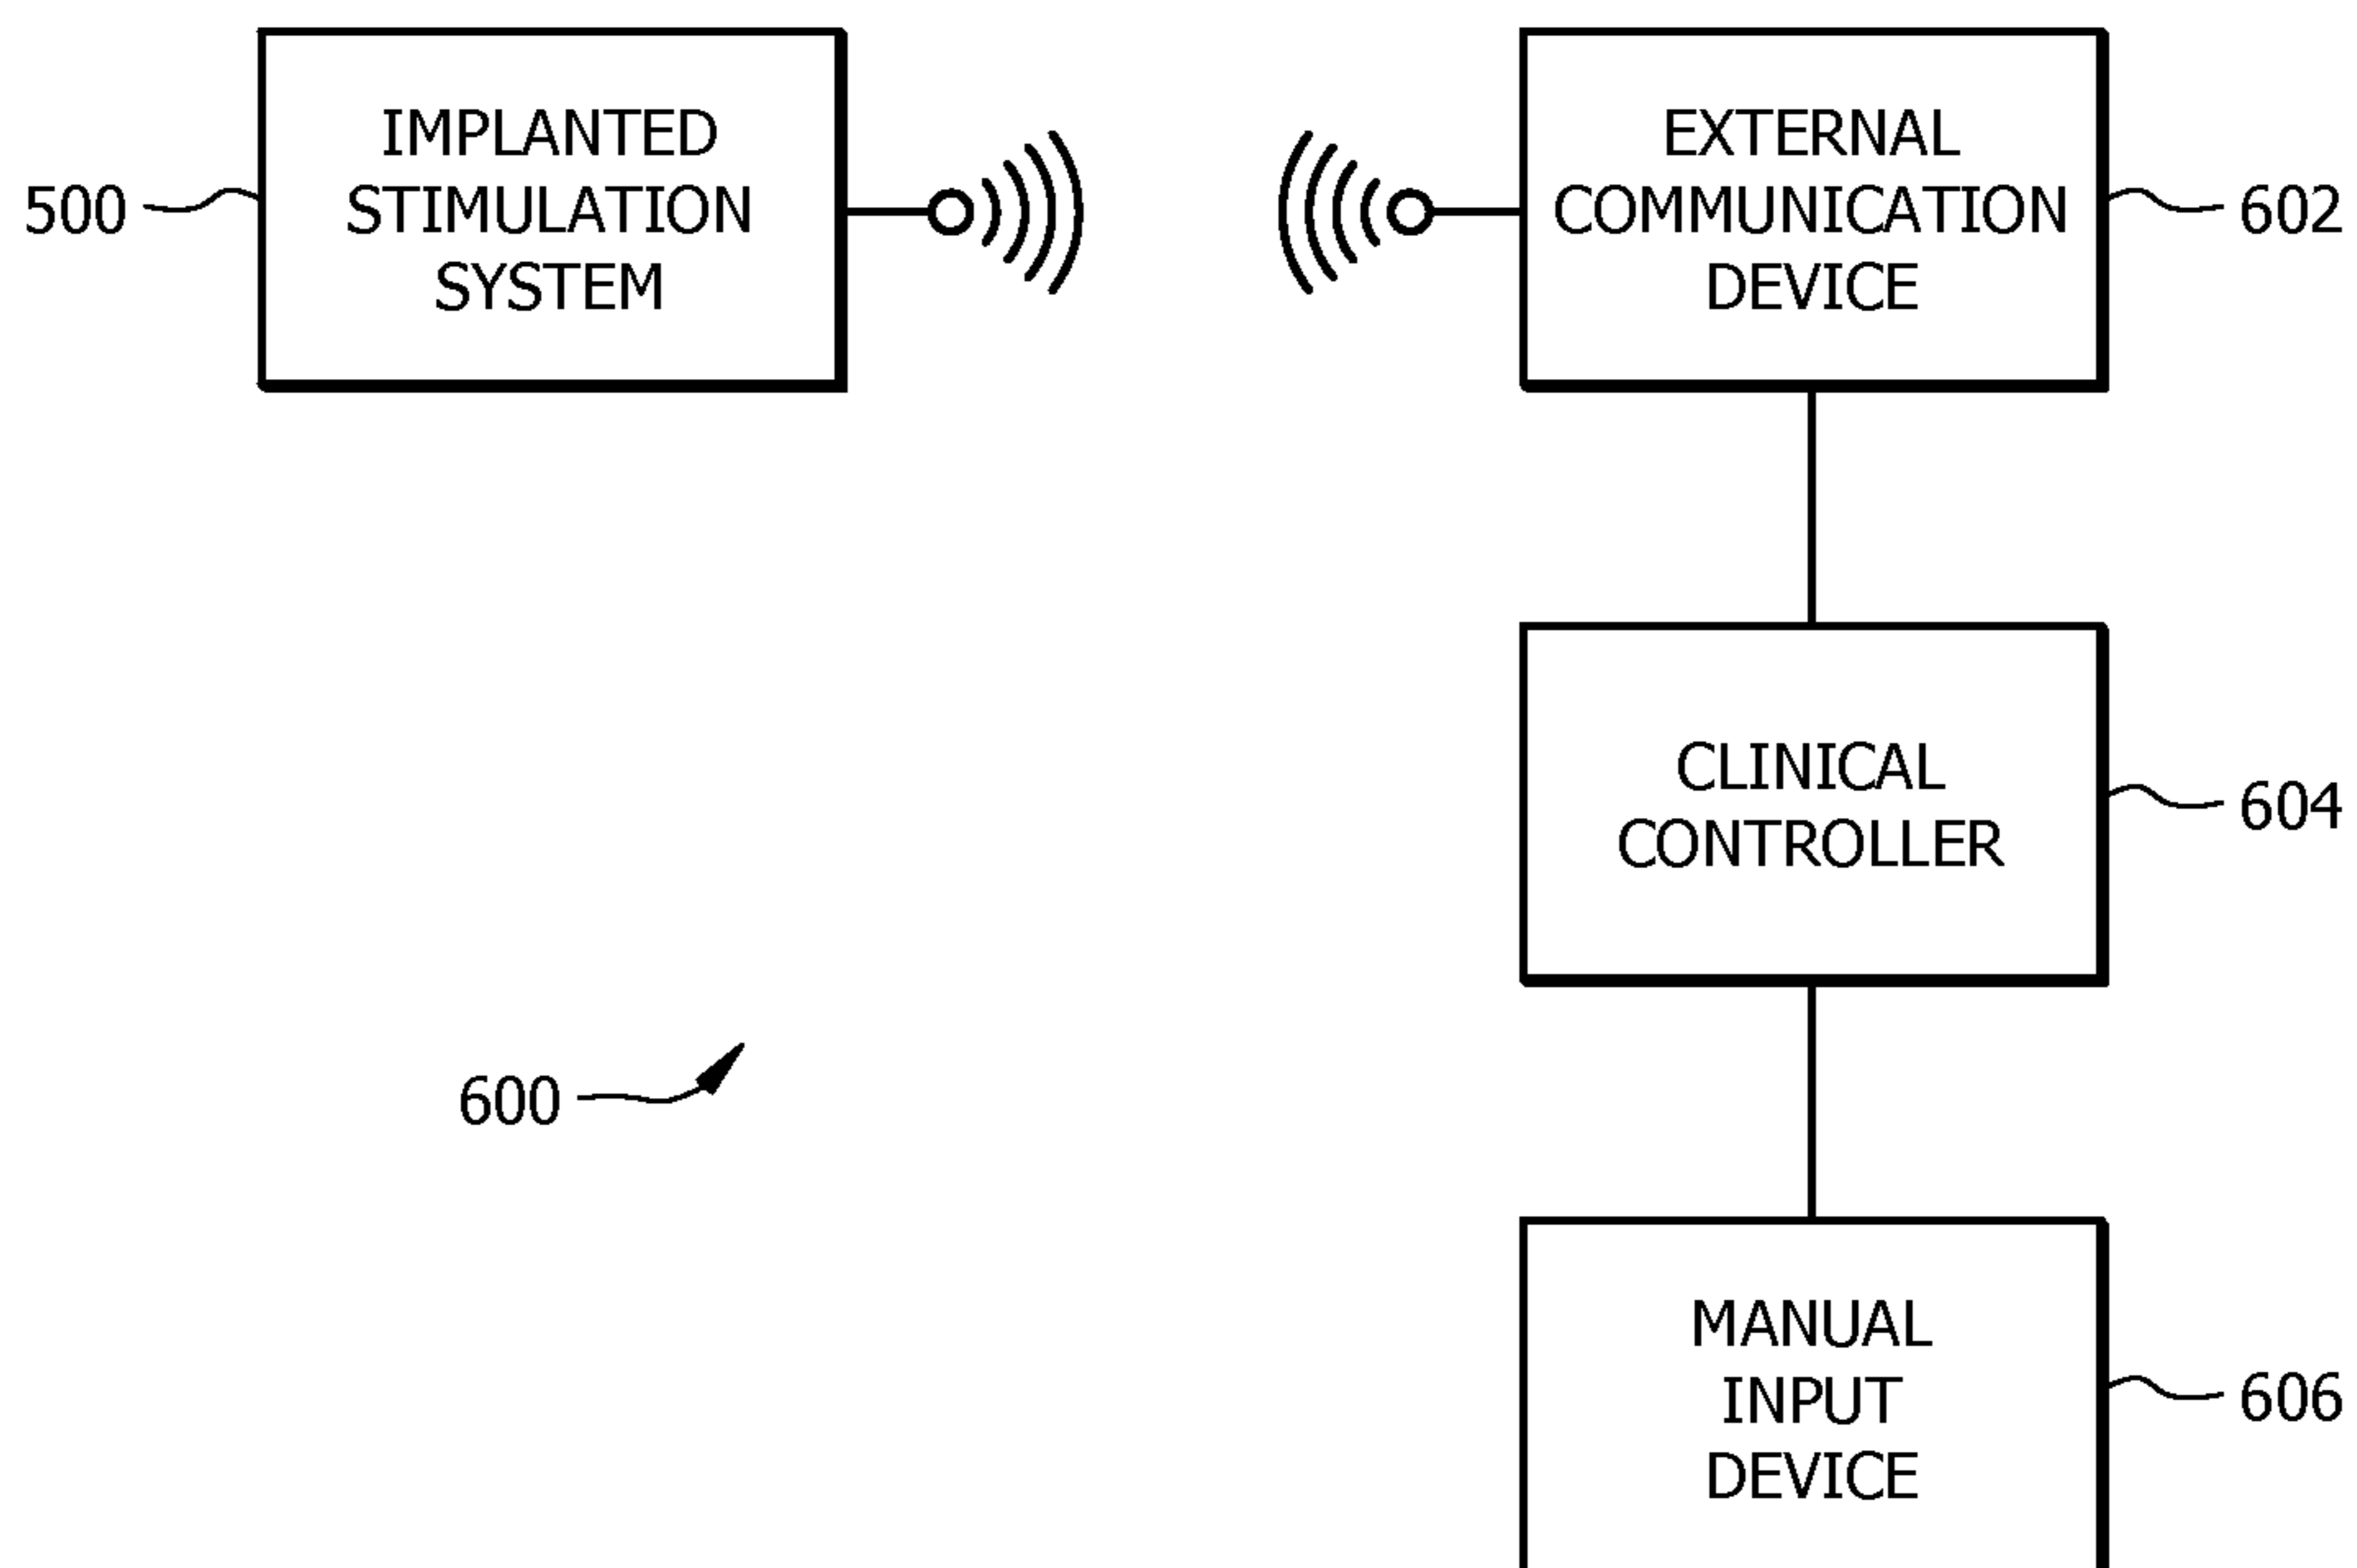 IMPLANTED
STIMULATION
SYSTEM
500
EXTERNAL
COMMUNICATION
DEVICE
602
CLINICAL
CONTROLLER
604
600
MANUAL
INPUT
DEVICE
606